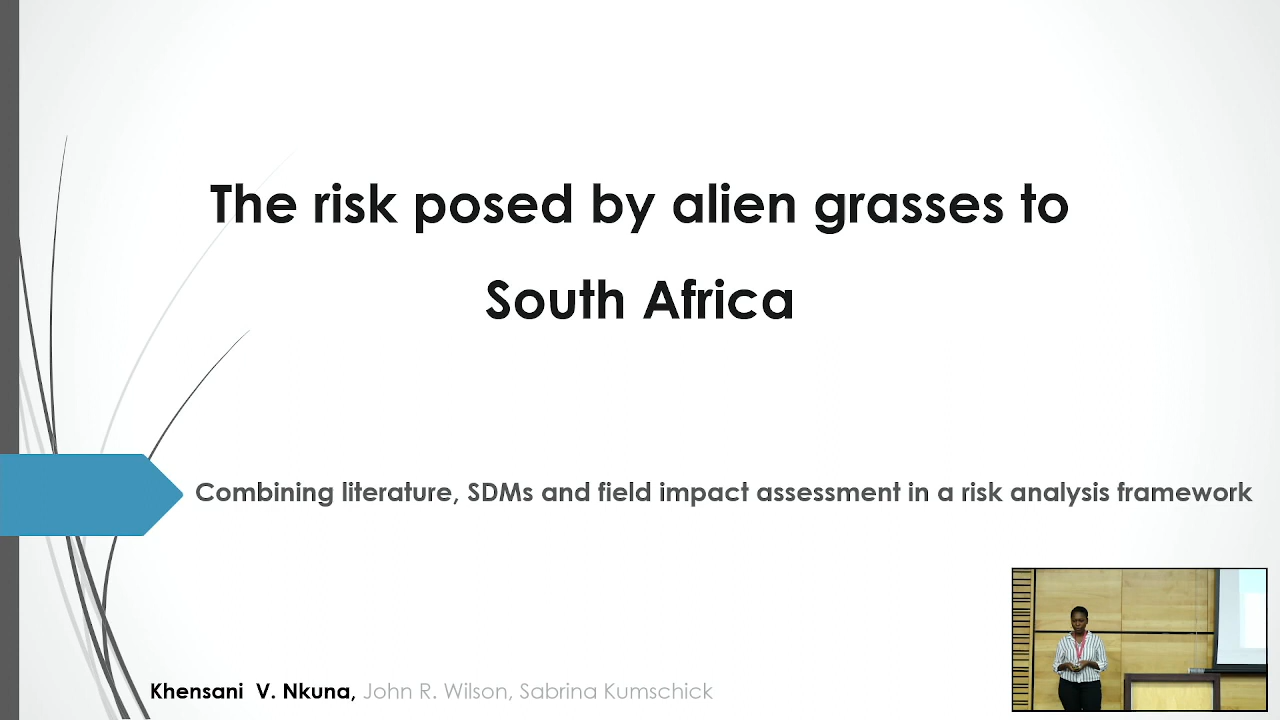 The risk posed by alien grasses to
South Africa
Combining literature, SDMs and field impact assessment in a risk analysis framework
Khensani V. Nkuna, John R. Wilson, Sabrina Kumschick